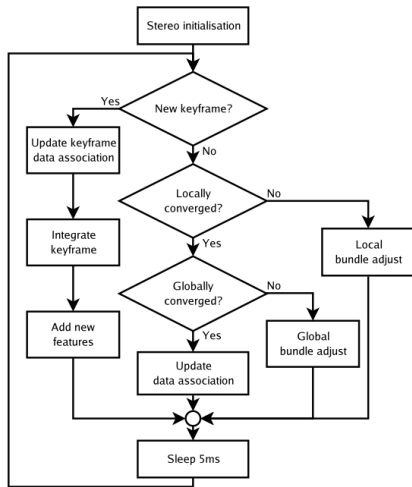 Stereo initialisation
New keyframe?
Yes
No
Update keyframe
data association
Locally
converged?
No
Yes
Integrate
keyframe
Local
bundle adjust
Globally
converged?
No
Yes
Add new
features
Global
bundle adjust
Update
data association
Sleep 5ms